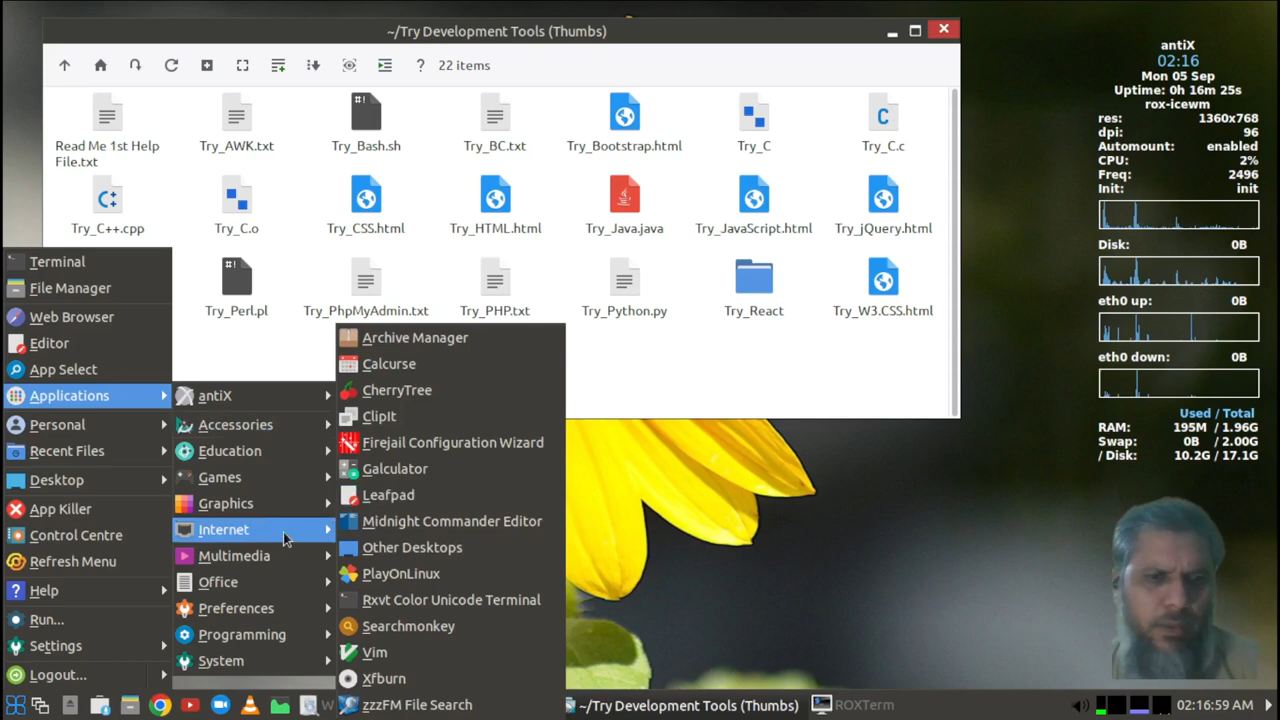 ~/Try Development Tools (Thumbs)
? 22 items
Read Me 1st Help
File.txt
Try_AWK.txt
#!
Try_Bash.sh
Try_BC.txt
Try_Bootstrap.html
Try_C
C
Try_C.c
Try_C++.cpp
Try_C.o
Try_CSS.html
Try_HTML.html
Try_Java.java
Try_JavaScript.html
Try_jQuery.html
#!
Try_Perl.pl
Try_PhpMyAdmin.txt
Try_PHP.txt
Try_Python.py
Try_React
Try_W3.CSS.html
Terminal
File Manager
Web Browser
Editor
App Select
Applications
Personal
Recent Files
Desktop
App Killer
Control Centre
Refresh Menu
Help
Run...
Settings
Logout...
antiX
Accessories
Education
Games
Graphics
Internet
Multimedia
Office
Preferences
Programming
System
Archive Manager
Calcurse
CherryTree
ClipIt
Firejail Configuration Wizard
Galculator
Leafpad
Midnight Commander Editor
Other Desktops
PlayOnLinux
Rxvt Color Unicode Terminal
Searchmonkey
Vim
Xfburn
zzzFM File Search
antiX
02:16
Mon 05 Sep
Uptime: 0h 16m 25s
rox-icewm
res: 1360x768
dpi: 96
Automount: enabled
CPU: 2%
Freq: 2496
Init: init
Disk: 0B
eth0 up: 0B
eth0 down: 0B
Used / Total
RAM: 195M / 1.96G
Swap: 0B / 2.00G
/ Disk: 10.2G / 17.1G
W
~/Try Development Tools (Thumbs)
ROXTerm
02:16:59 AM